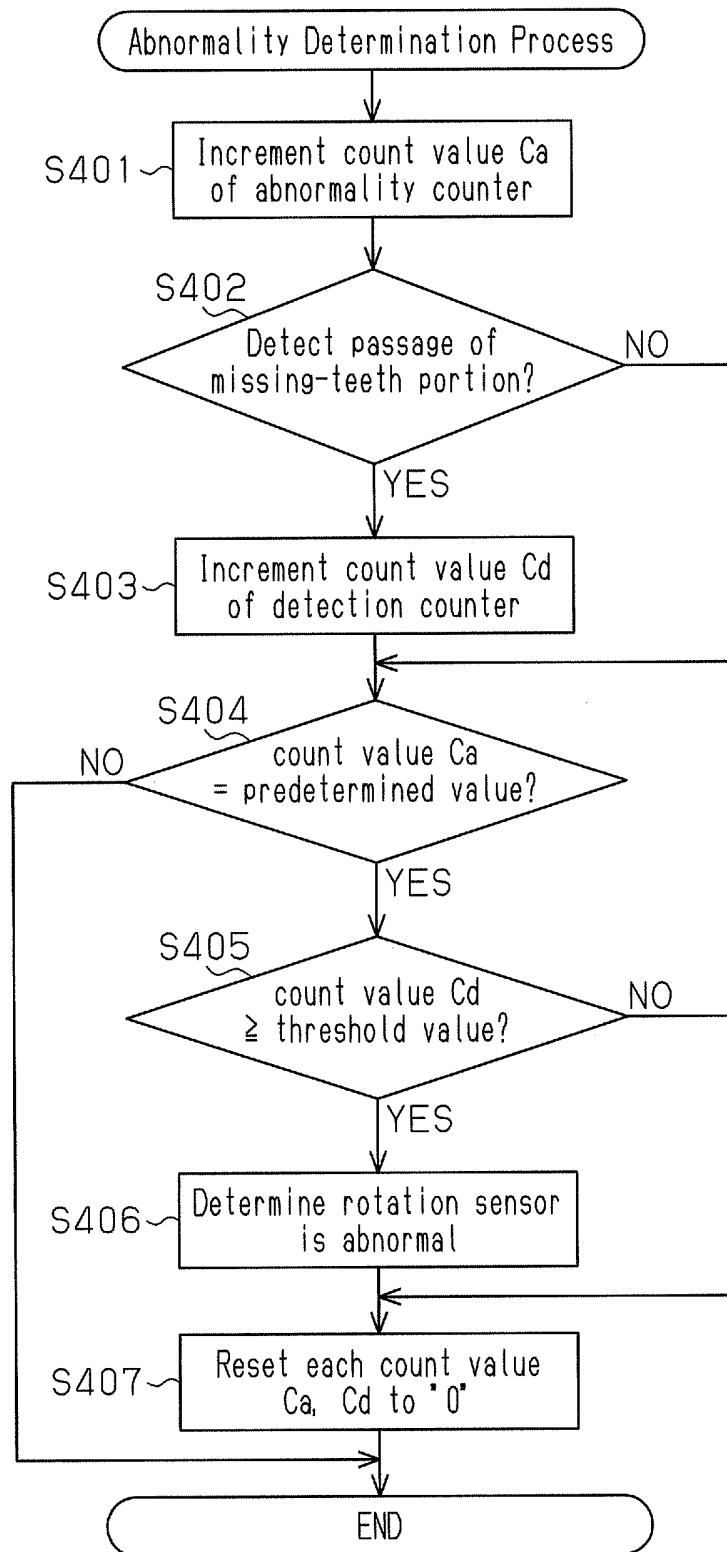 Abnormality Determination Process
S401
Increment count value Ca
of abnormality counter
S402
Detect passage of
missing-teeth portion?
NO
YES
S403
Increment count value Cd
of detection counter
S404
NO
count value Ca
= predetermined value?
YES
S405
count value Cd
≧ threshold value?
NO
YES
S406
Determine rotation sensor
is abnormal
S407
Reset each count value
Ca, Cd to "0"
END